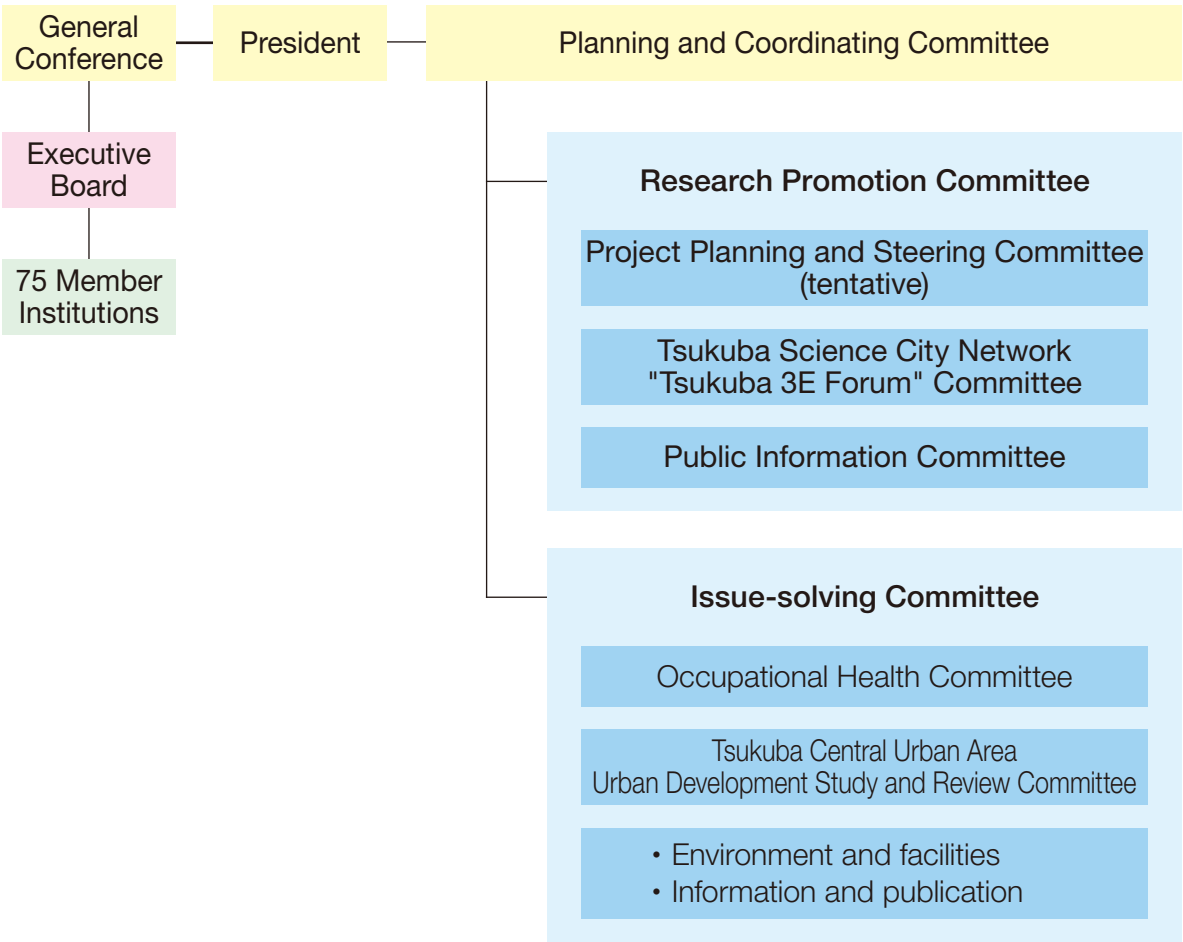 General
Conference
President
Planning and Coordinating Committee
Executive
Board
75 Member
Institutions
Research Promotion Committee
Project Planning and Steering Committee
(tentative)
Tsukuba Science City Network
"Tsukuba 3E Forum" Committee
Public Information Committee
Issue-solving Committee
Occupational Health Committee
Tsukuba Central Urban Area
Urban Development Study and Review Committee
・Environment and facilities
・Information and publication